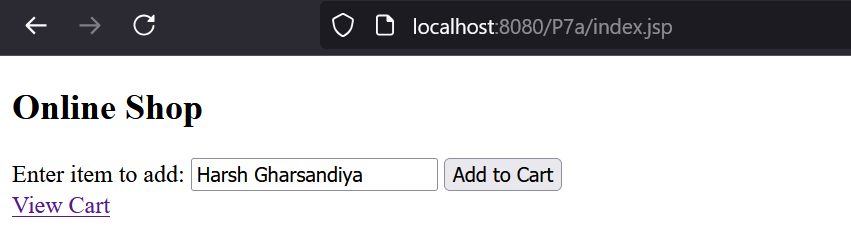 localhost:8080/P7a/index.jsp
Online Shop
Enter item to add: Harsh Gharsandiya Add to Cart
View Cart